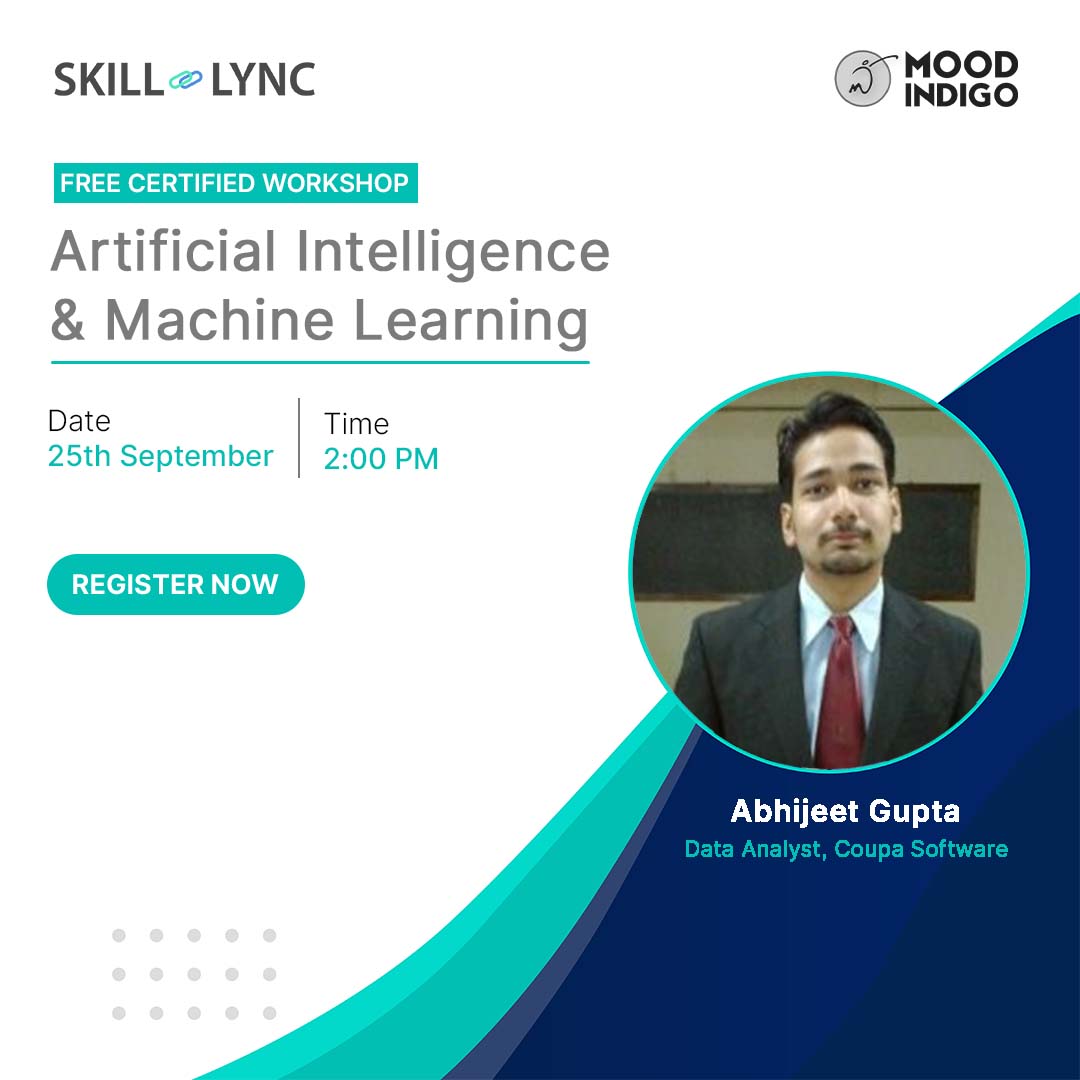 SKILL LYNC
MOOD
INDIGO
FREE CERTIFIED WORKSHOP
Artificial Intelligence
& Machine Learning
Date
25th September
Time
2:00 PM
REGISTER NOW
Abhijeet Gupta
Data Analyst, Coupa Software